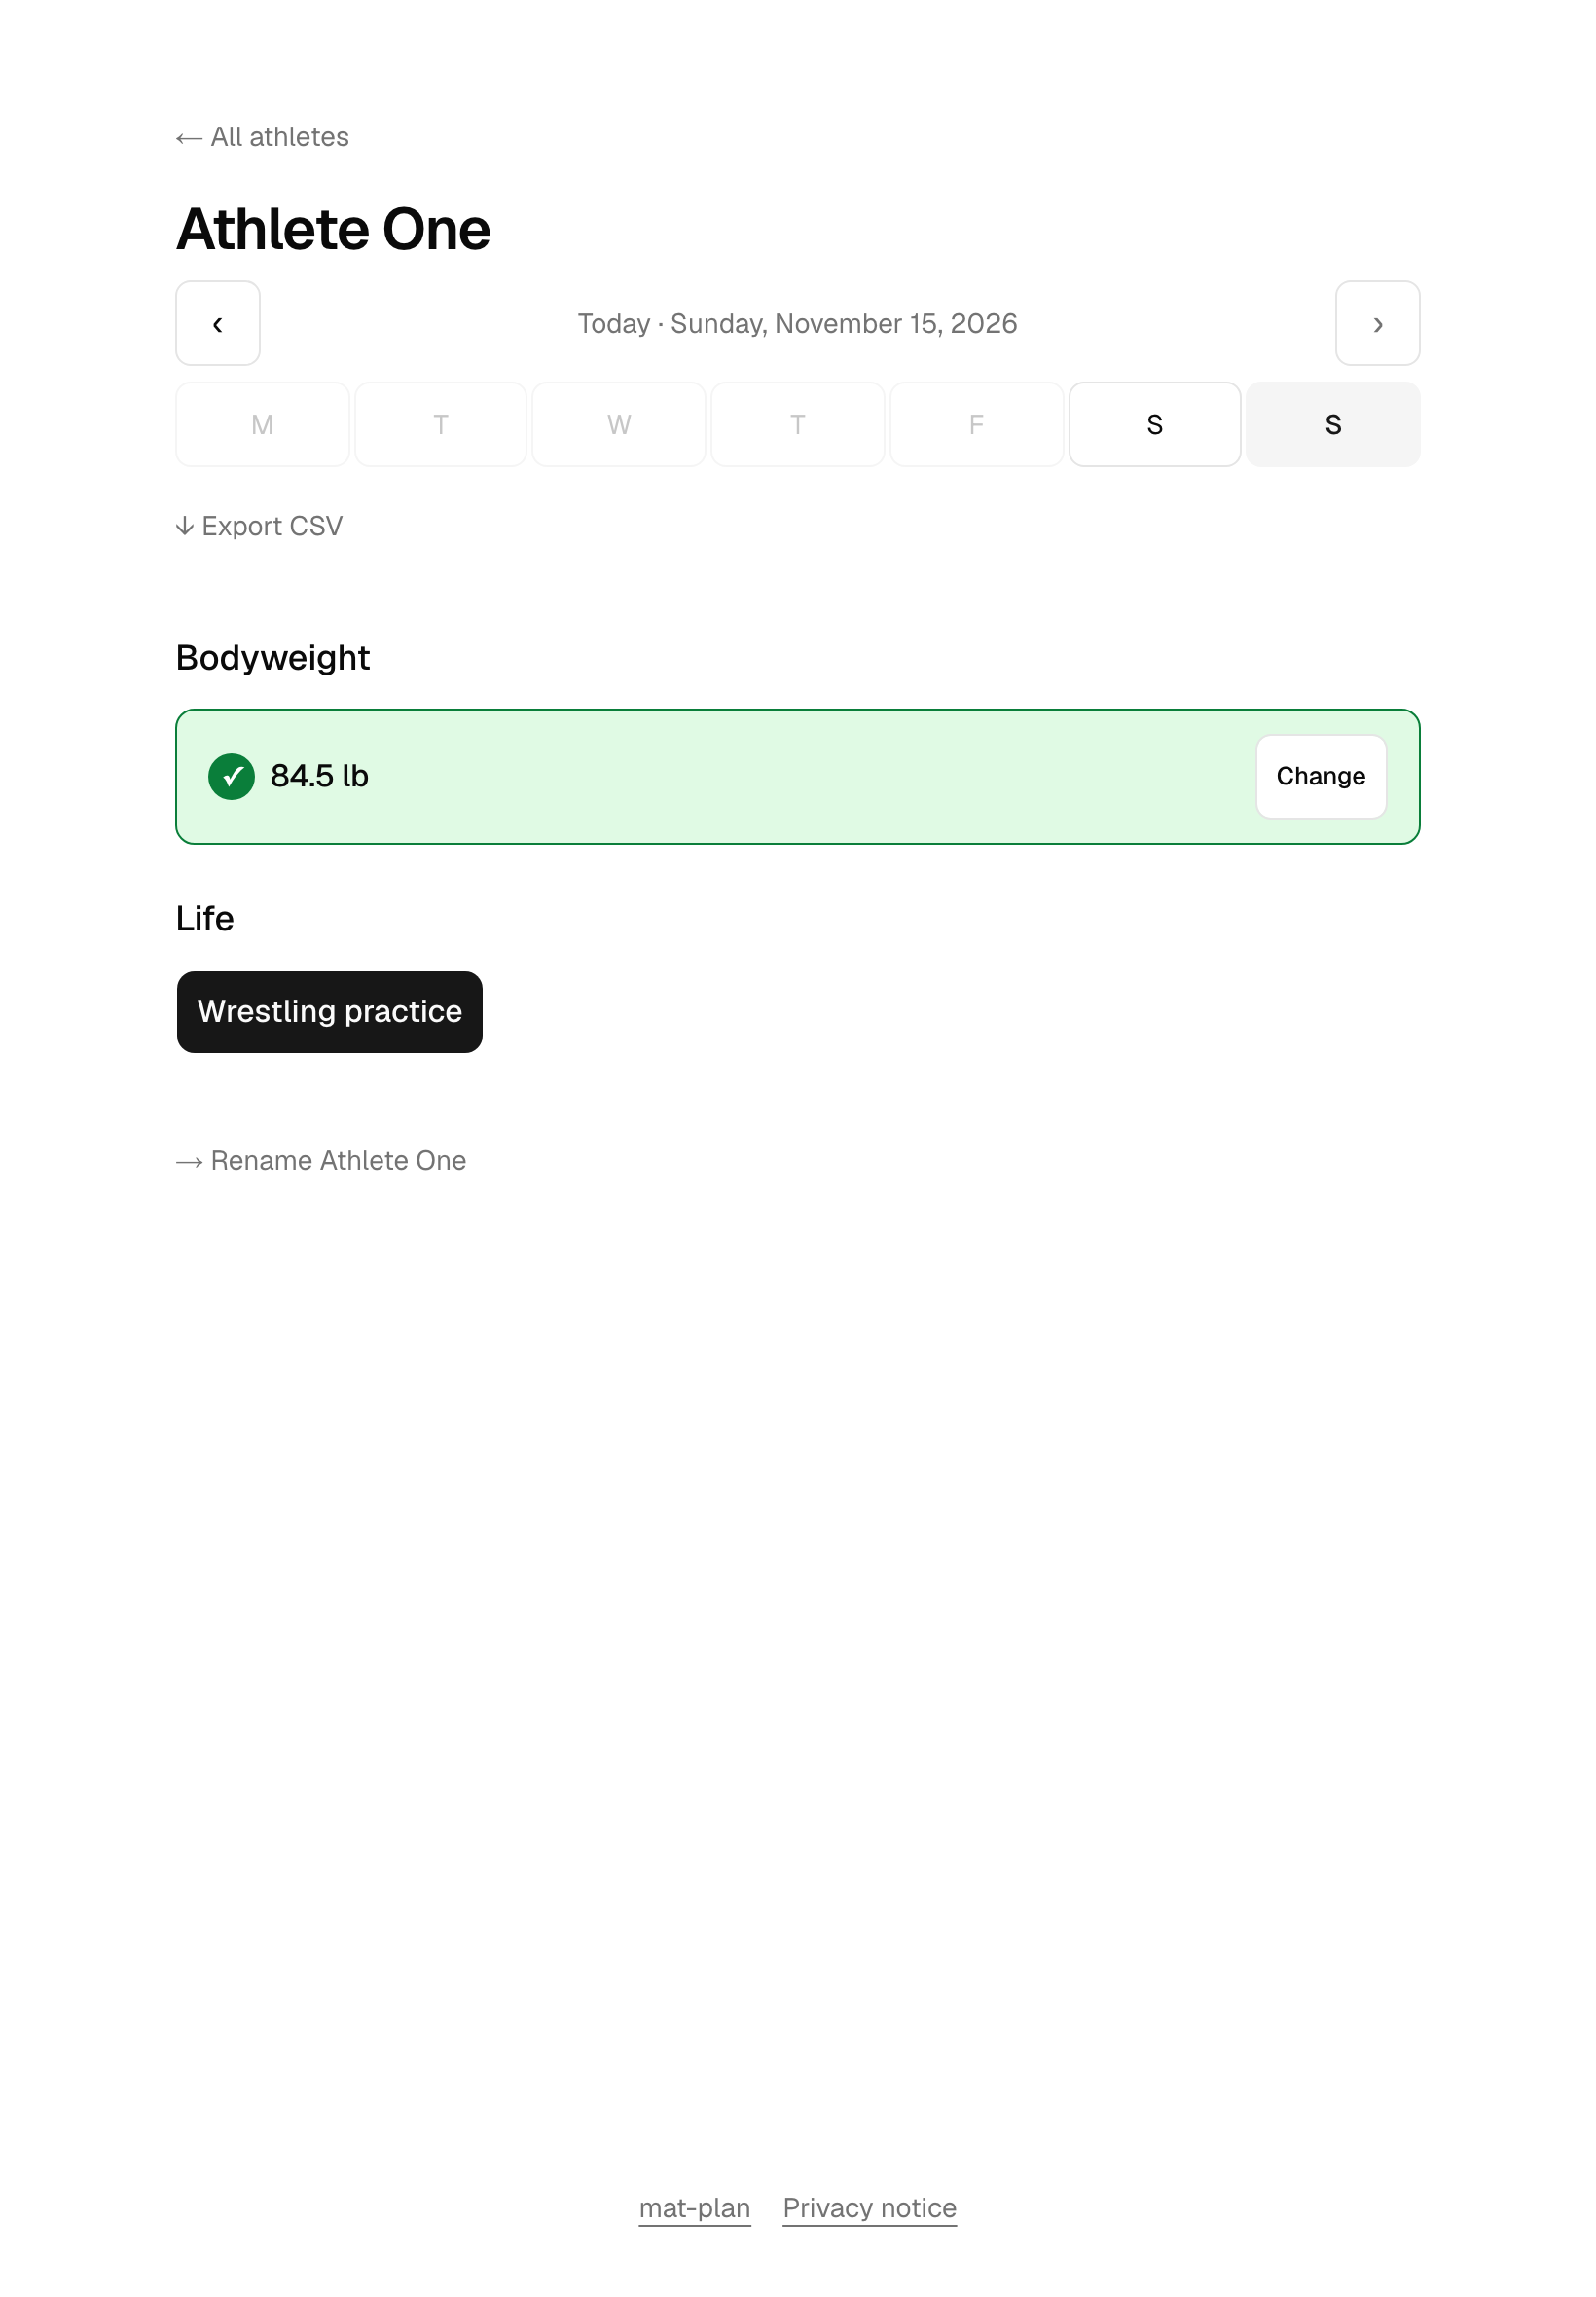 ← All athletes
Athlete One
‹ Today · Sunday, November 15, 2026 ›
M T W T F S S
↓ Export CSV
Bodyweight
✓ 84.5 lb Change
Life
Wrestling practice
→ Rename Athlete One
mat-plan Privacy notice